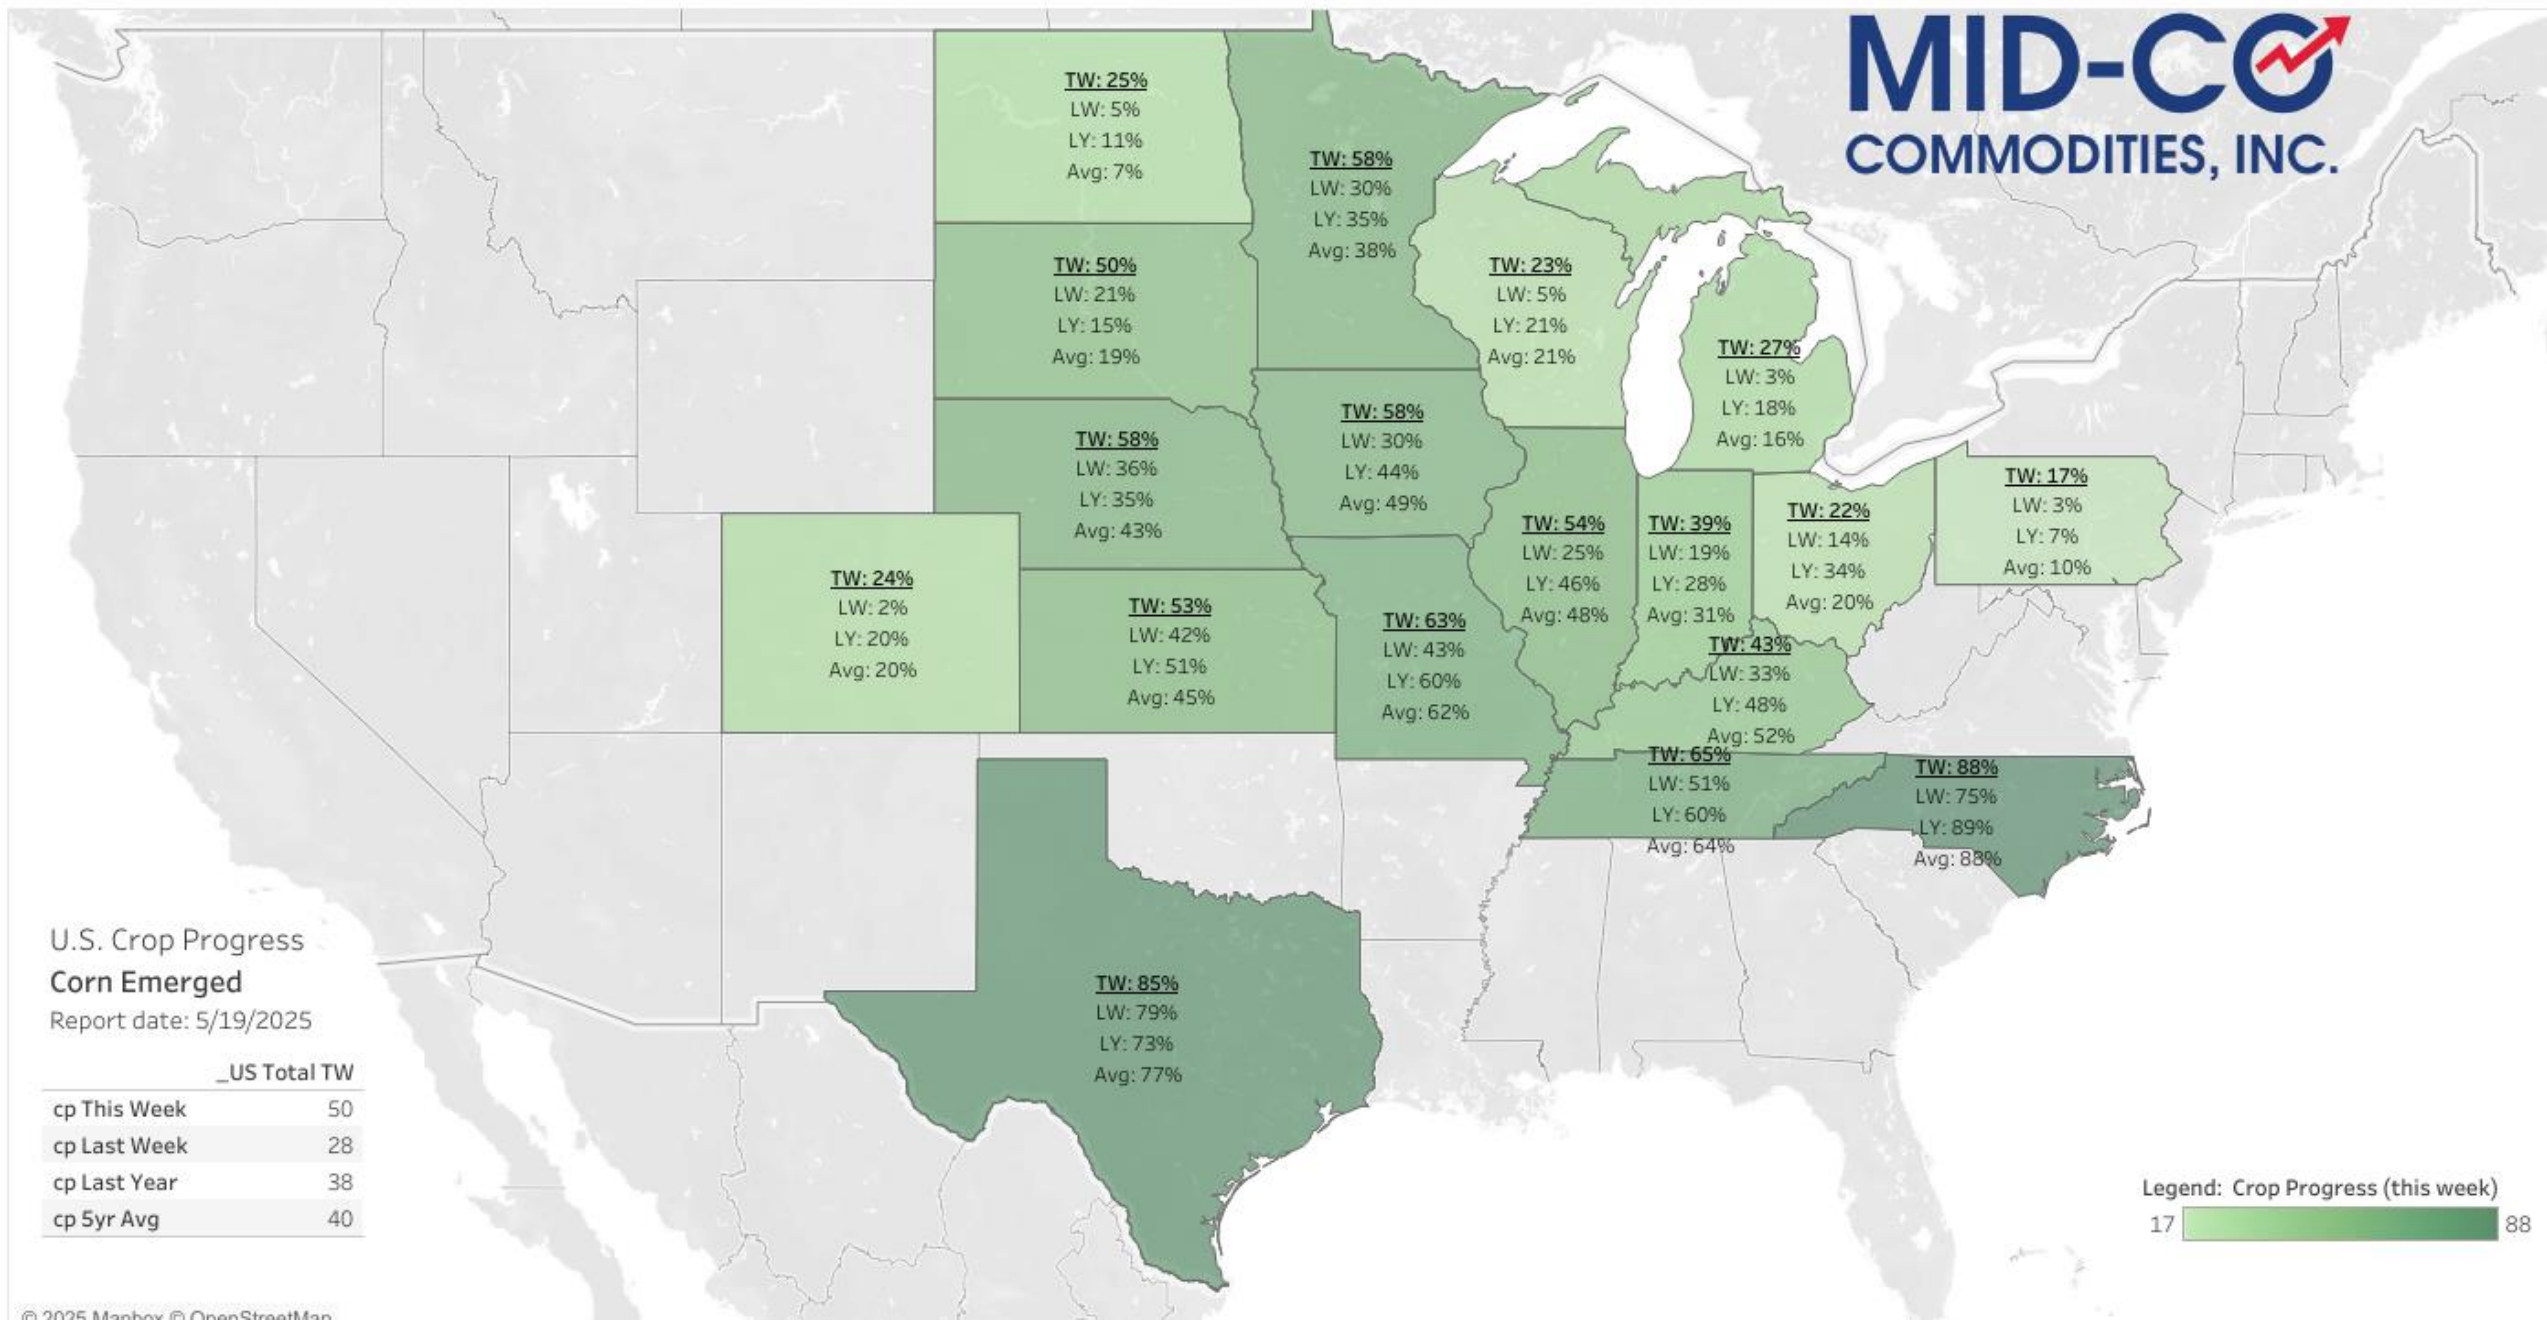 MID-CO
COMMODITIES, INC.
TW: 25%
LW: 5%
LY: 11%
Avg: 7%
TW: 58%
LW: 30%
LY: 35%
Avg: 38%
TW: 50%
LW: 21%
LY: 15%
Avg: 19%
TW: 23%
LW: 5%
LY: 21%
Avg: 21%
TW: 27%
LW: 3%
LY: 18%
Avg: 16%
TW: 58%
LW: 36%
LY: 35%
Avg: 43%
TW: 58%
LW: 30%
LY: 44%
Avg: 49%
TW: 54%
LW: 25%
LY: 46%
Avg: 48%
TW: 39%
LW: 19%
LY: 28%
Avg: 31%
TW: 22%
LW: 14%
LY: 34%
Avg: 20%
TW: 17%
LW: 3%
LY: 7%
Avg: 10%
TW: 24%
LW: 2%
LY: 20%
Avg: 20%
TW: 53%
LW: 42%
LY: 51%
Avg: 45%
TW: 63%
LW: 43%
LY: 60%
Avg: 62%
TW: 43%
LW: 33%
LY: 48%
Avg: 52%
TW: 65%
LW: 51%
LY: 60%
Avg: 64%
TW: 88%
LW: 75%
LY: 89%
Avg: 88%
TW: 85%
LW: 79%
LY: 73%
Avg: 77%
U.S. Crop Progress
Corn Emerged
Report date: 5/19/2025
_US Total TW
cp This Week 50
cp Last Week 28
cp Last Year 38
cp 5yr Avg 40
Legend: Crop Progress (this week)
17 88
© 2025 Mapbox © OpenStreetMap